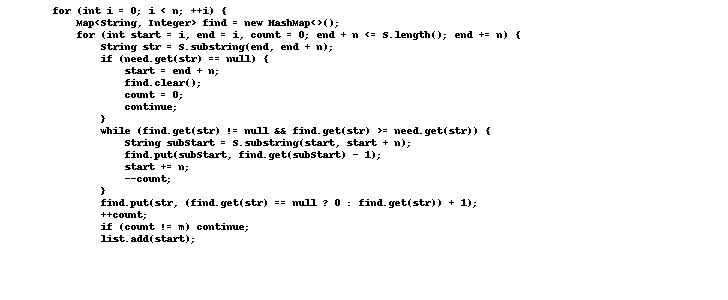 for (int i = 0; i < n; ++i) {
Map<String, Integer> find = new HashMap<>();
for (int start = i, end = i, count = 0; end + n <= S.length(); end += n) {
String str = S.substring(end, end + n);
if (need.get(str) == null) {
start = end + n;
find.clear();
count = 0;
continue;
}
while (find.get(str) != null && find.get(str) >= need.get(str)) {
String subStart = S.substring(start, start + n);
find.put(subStart, find.get(subStart) - 1);
start += n;
--count;
}
find.put(str, (find.get(str) == null ? 0 : find.get(str)) + 1);
++count;
if (count != m) continue;
list.add(start);